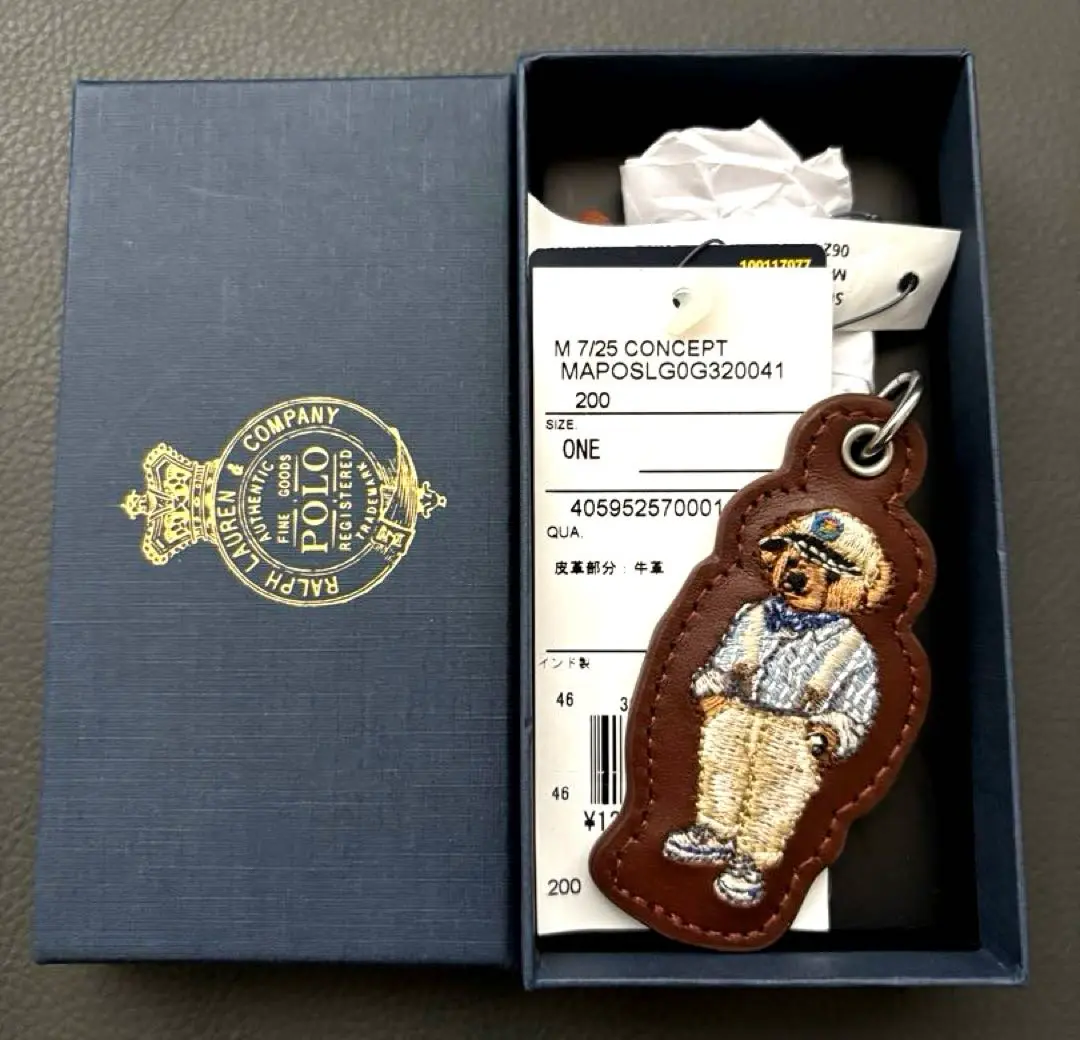 RALPH LAUREN & COMPANY
AUTHENTIC
FINE GOODS
POLO
REGISTERED
TRADEMARK
100117977
M 7/25 CONCEPT
MAPOSLG0G320041
200
SIZE.
ONE
405952570001
QUA.
皮革部分：牛革
インド製
46
46
200